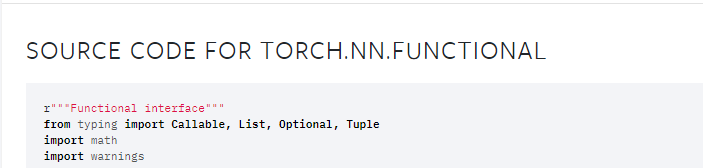 SOURCE CODE FOR TORCH.NN.FUNCTIONAL
r"""Functional interface"""
from typing import Callable, List, Optional, Tuple
import math
import warnings